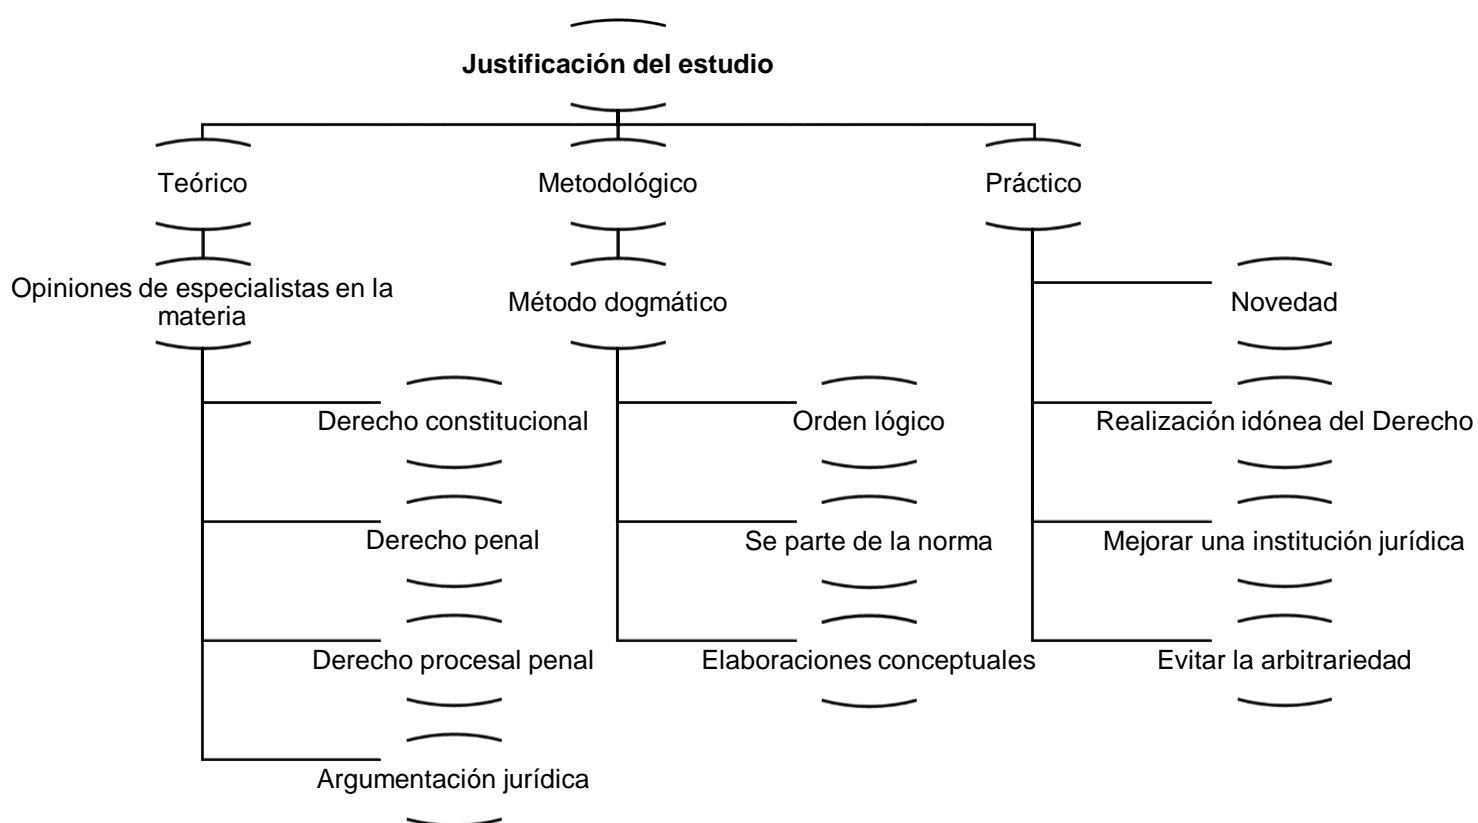 Justificación del estudio
Teórico
Metodológico
Práctico
Opiniones de especialistas en la
materia
Método dogmático
Novedad
Derecho constitucional
Orden lógico
Realización idónea del Derecho
Derecho penal
Se parte de la norma
Mejorar una institución jurídica
Derecho procesal penal
Elaboraciones conceptuales
Evitar la arbitrariedad
Argumentación jurídica